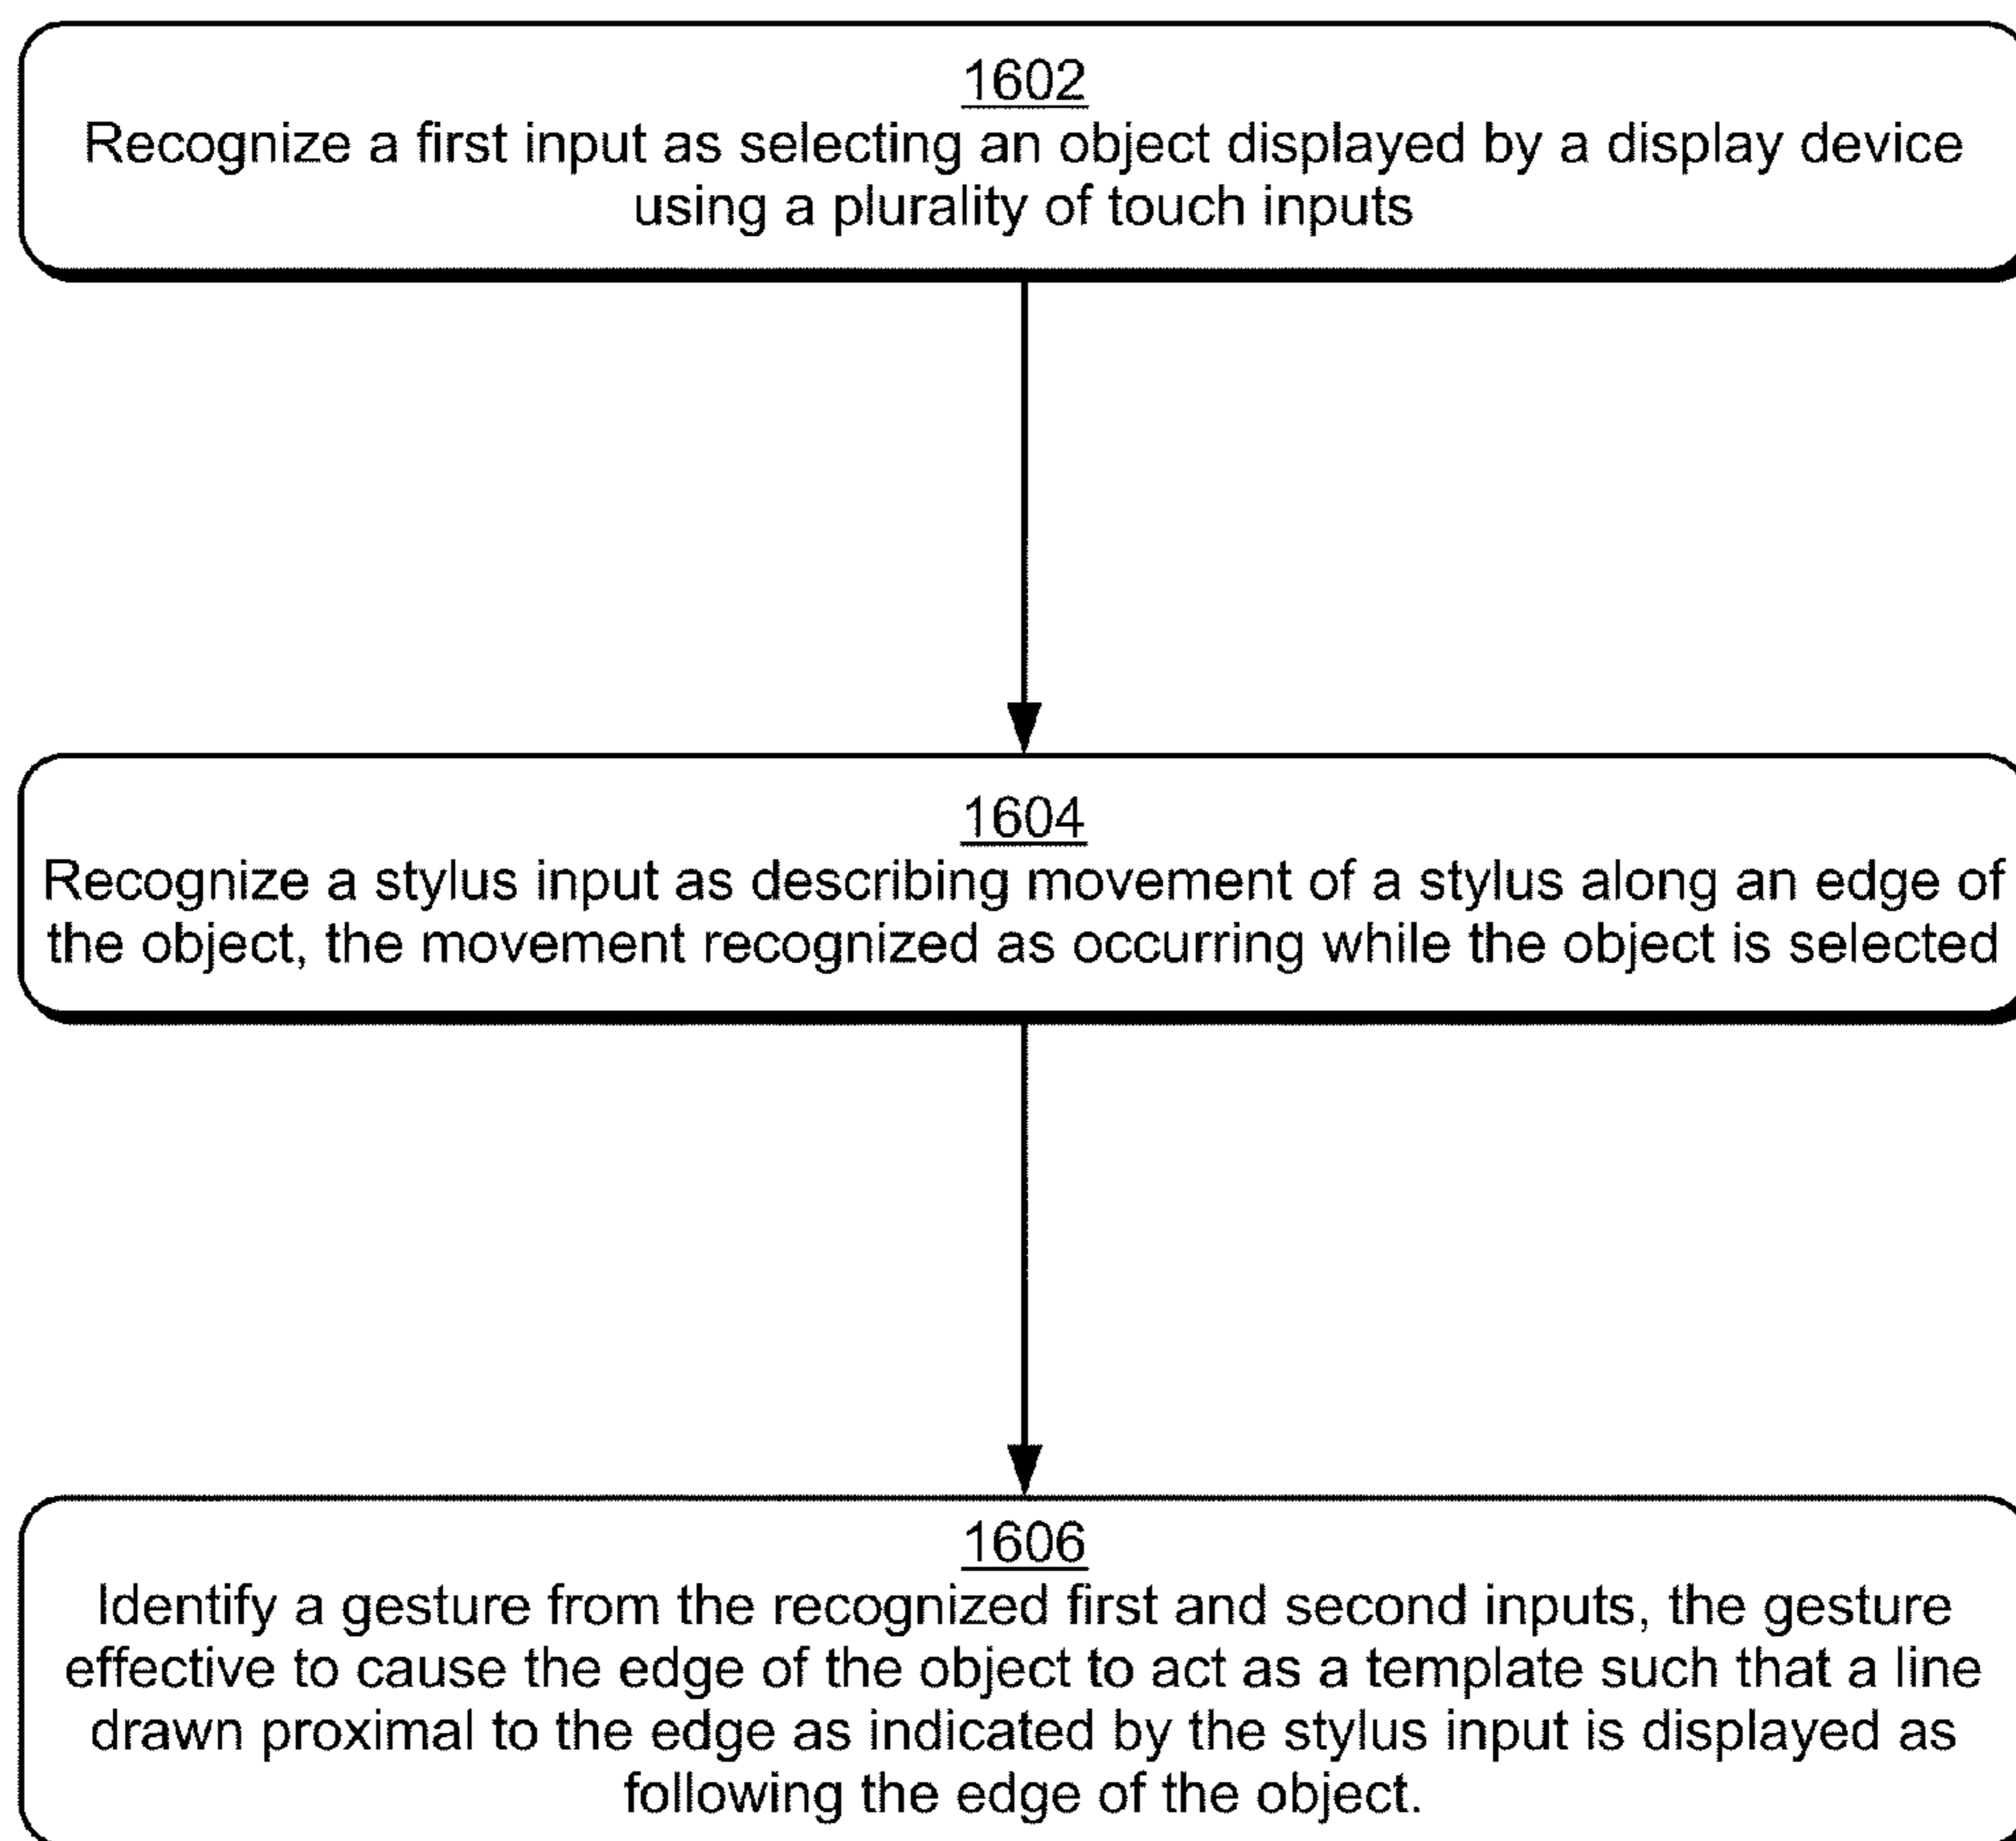 1602
Recognize a first input as selecting an object displayed by a display device
using a plurality of touch inputs
1604
Recognize a stylus input as describing movement of a stylus along an edge of
the object, the movement recognized as occurring while the object is selected
1606
Identify a gesture from the recognized first and second inputs, the gesture
effective to cause the edge of the object to act as a template such that a line
drawn proximal to the edge as indicated by the stylus input is displayed as
following the edge of the object.